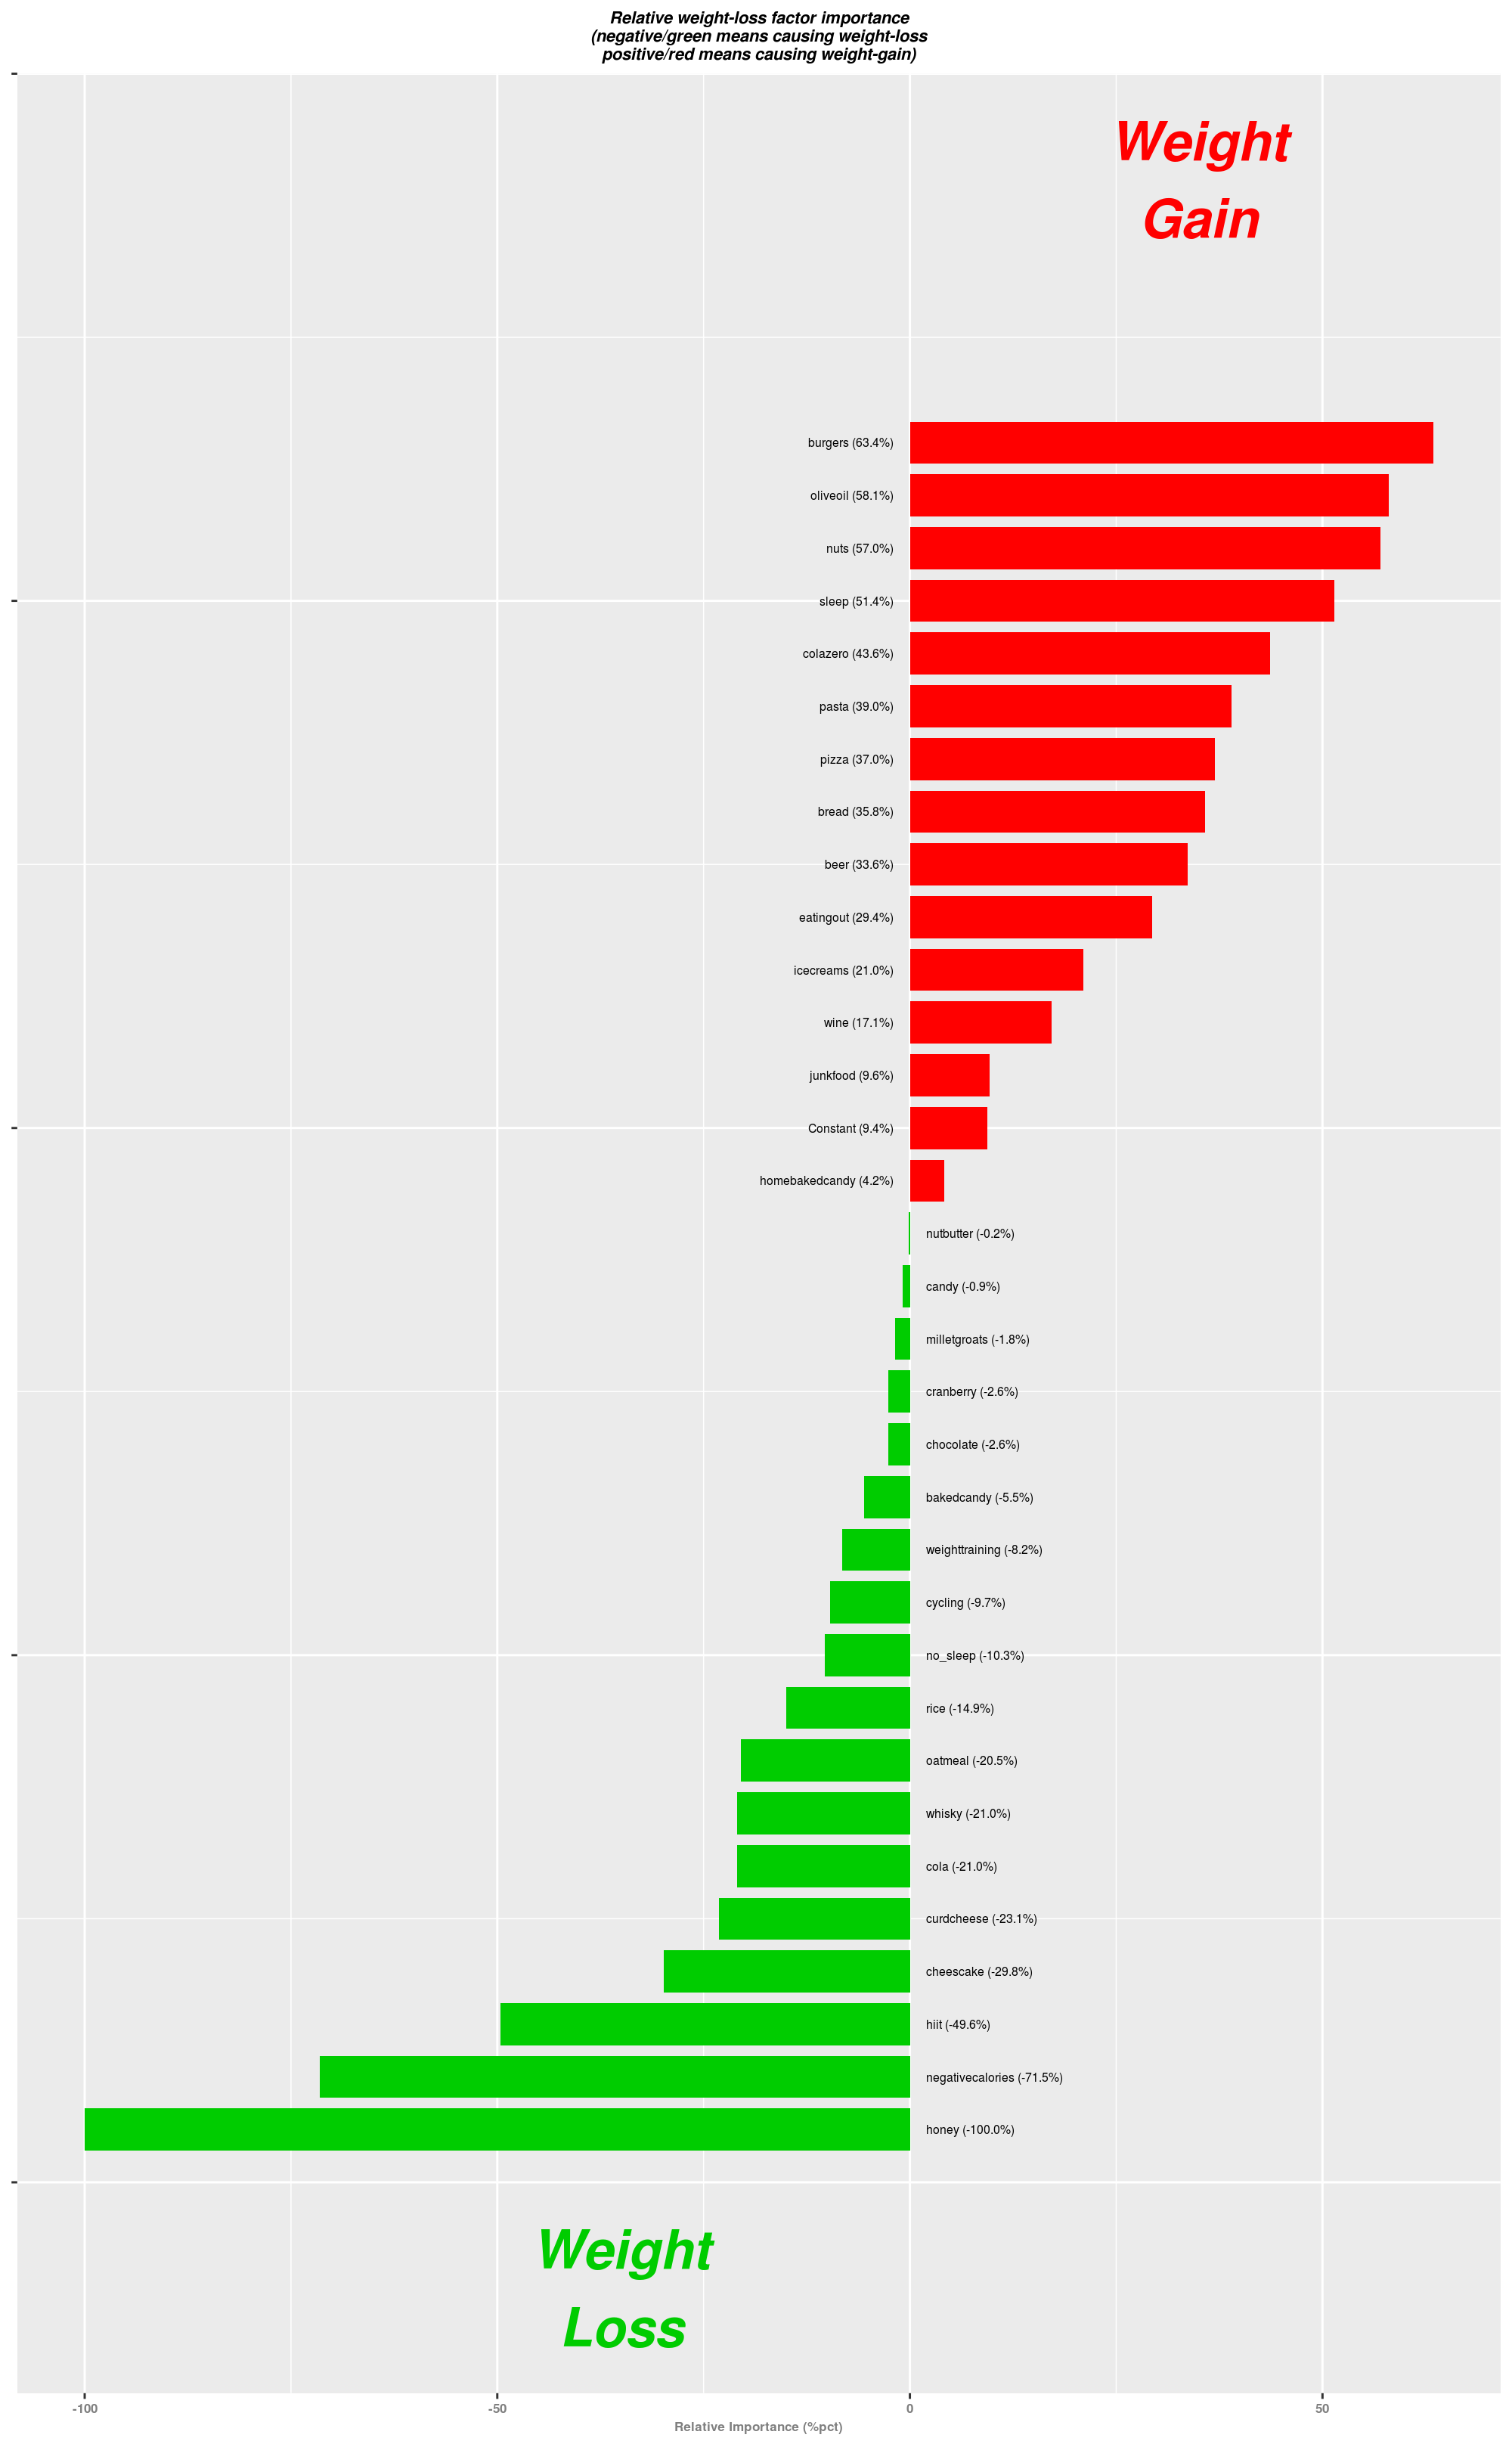 Relative weight-loss factor importance
(negative/green means causing weight-loss
positive/red means causing weight-gain)
Weight
Gain
burgers (63.4%)
oliveoil (58.1%)
nuts (57.0%)
sleep (51.4%)
colazero (43.6%)
pasta (39.0%)
pizza (37.0%)
bread (35.8%)
beer (33.6%)
eatingout (29.4%)
icecreams (21.0%)
wine (17.1%)
junkfood (9.6%)
Constant (9.4%)
homebakedcandy (4.2%)
nutbutter (-0.2%)
candy (-0.9%)
milletgroats (-1.8%)
cranberry (-2.6%)
chocolate (-2.6%)
bakedcandy (-5.5%)
weighttraining (-8.2%)
cycling (-9.7%)
no_sleep (-10.3%)
rice (-14.9%)
oatmeal (-20.5%)
whisky (-21.0%)
cola (-21.0%)
curdcheese (-23.1%)
cheescake (-29.8%)
hiit (-49.6%)
negativecalories (-71.5%)
honey (-100.0%)
Weight
Loss
-100 -50 0 50
Relative Importance (%pct)